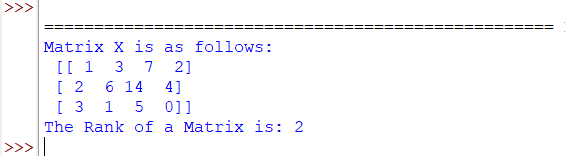 >>>
===================================================
Matrix X is as follows:
[[ 1  3  7  2]
[ 2  6 14  4]
[ 3  1  5  0]]
The Rank of a Matrix is: 2
>>>